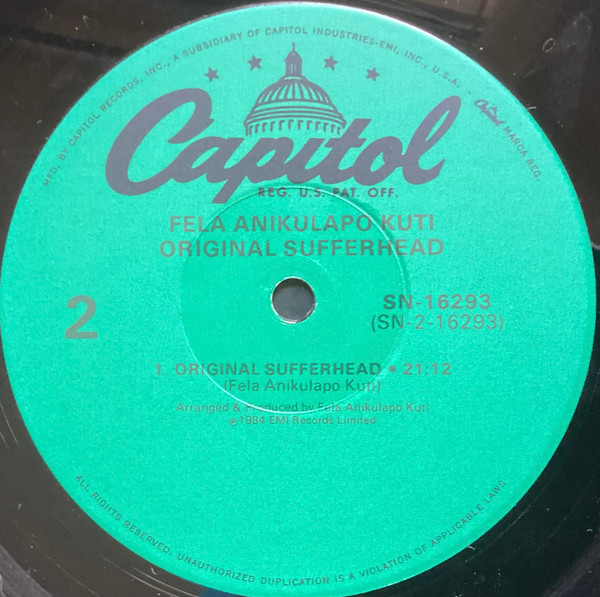 MFD. BY CAPITOL RECORDS, INC., A SUBSIDIARY OF CAPITOL INDUSTRIES-EMI, INC., U.S.A. • Capitol MARCA REG.
Capitol
REG. U.S. PAT. OFF.
FELA ANIKULAPO KUTI
ORIGINAL SUFFERHEAD
2
SN-16293
(SN-2-16293)
1. ORIGINAL SUFFERHEAD • 21:12
(Fela Anikulapo Kuti)
Arranged & Produced by Fela Anikulapo Kuti
℗1984 EMI Records Limited
ALL RIGHTS RESERVED. UNAUTHORIZED DUPLICATION IS A VIOLATION OF APPLICABLE LAWS